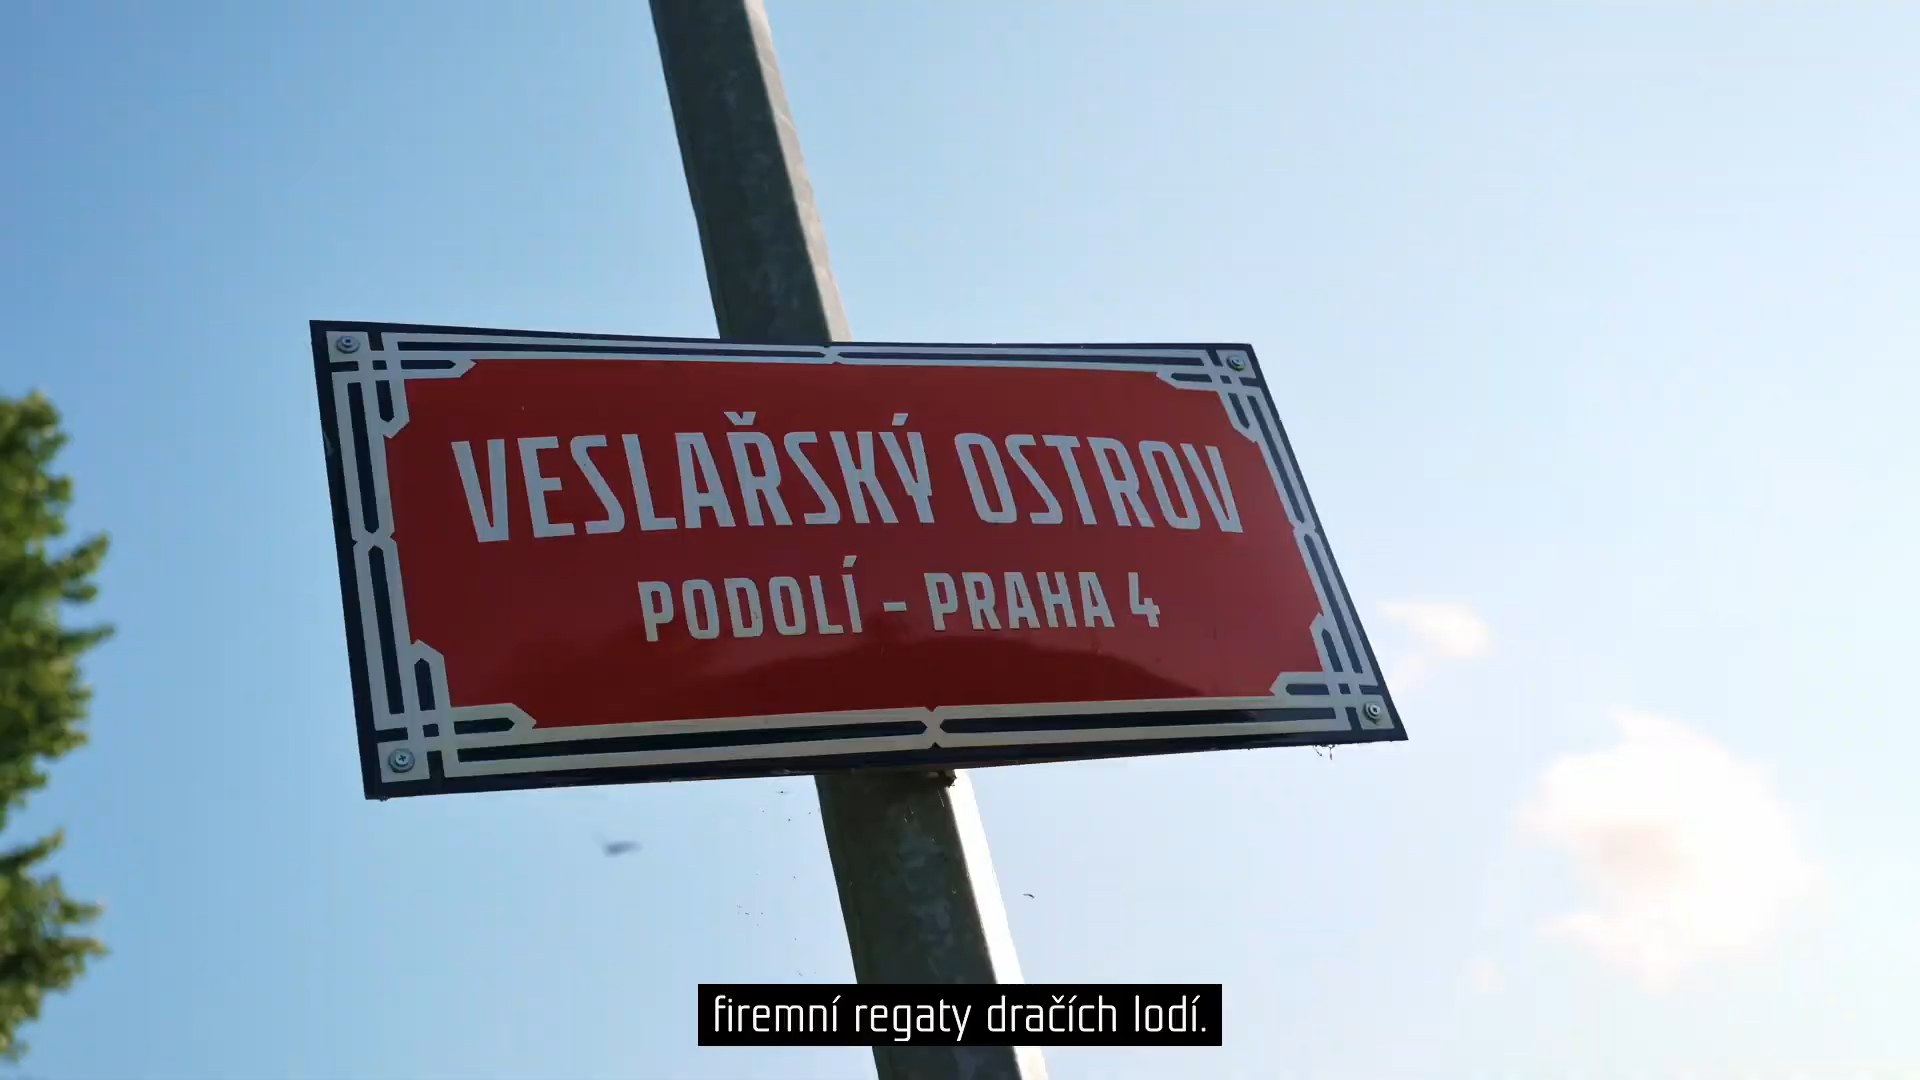 VESLAŘSKÝ OSTROV
PODOLÍ - PRAHA 4
firemní regaty dračích lodí.